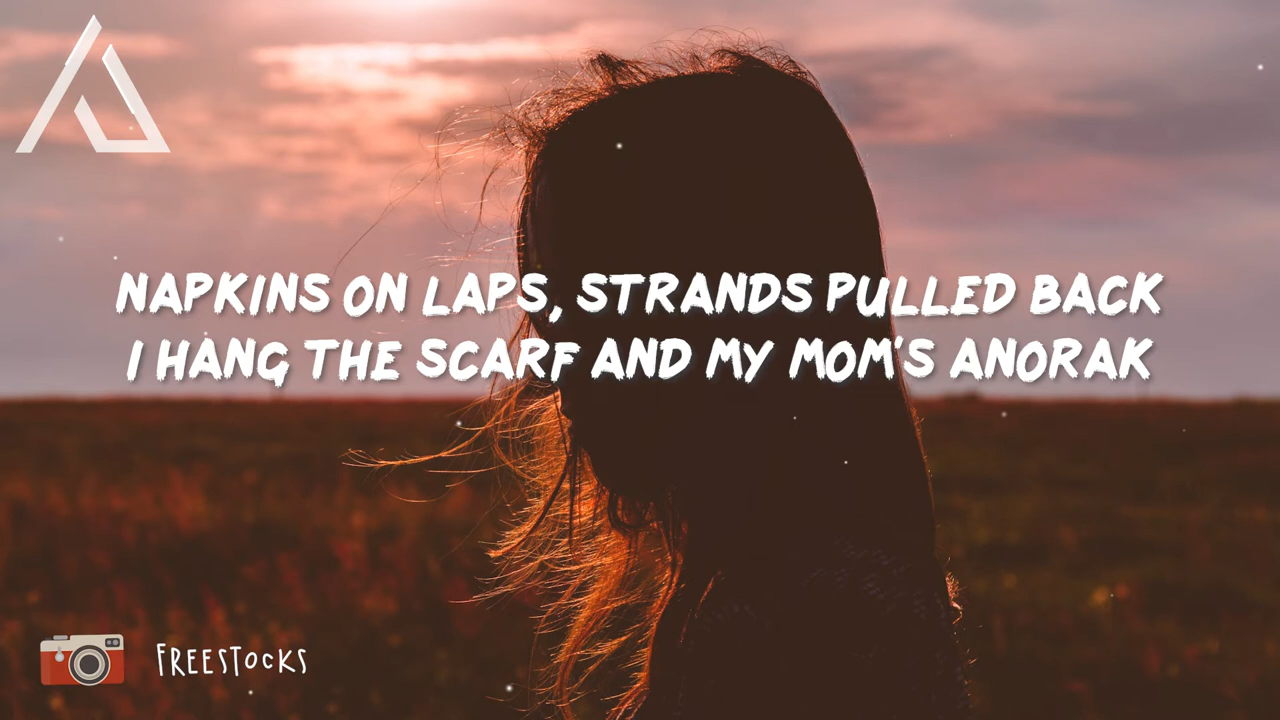 NAPKINS ON LAPS, STRANDS PULLED BACK
I HANG THE SCARF AND MY MOM'S ANORAK
FREESTOCKS